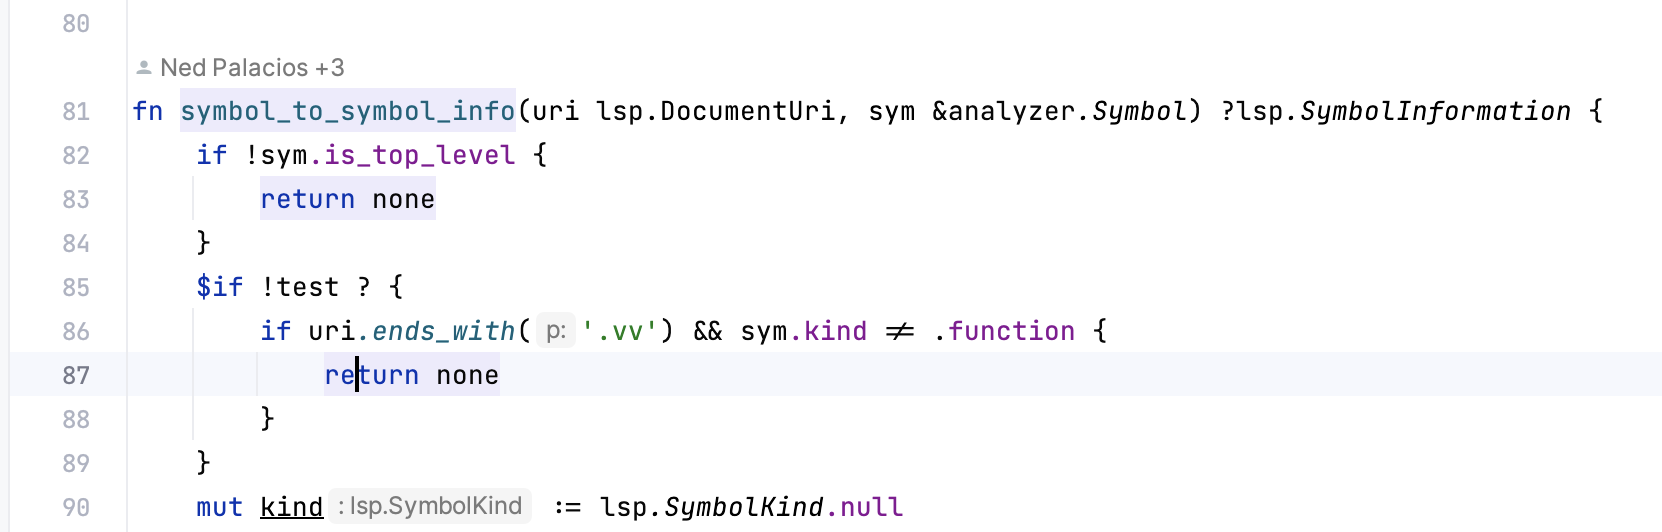 80
Ned Palacios +3
81 fn symbol_to_symbol_info(uri lsp.DocumentUri, sym &analyzer.Symbol) ?lsp.SymbolInformation {
82 if !sym.is_top_level {
83 return none
84 }
85 $if !test ? {
86 if uri.ends_with( p: '.vv') && sym.kind ≠ .function {
87 return none
88 }
89 }
90 mut kind : lsp.SymbolKind := lsp.SymbolKind.null